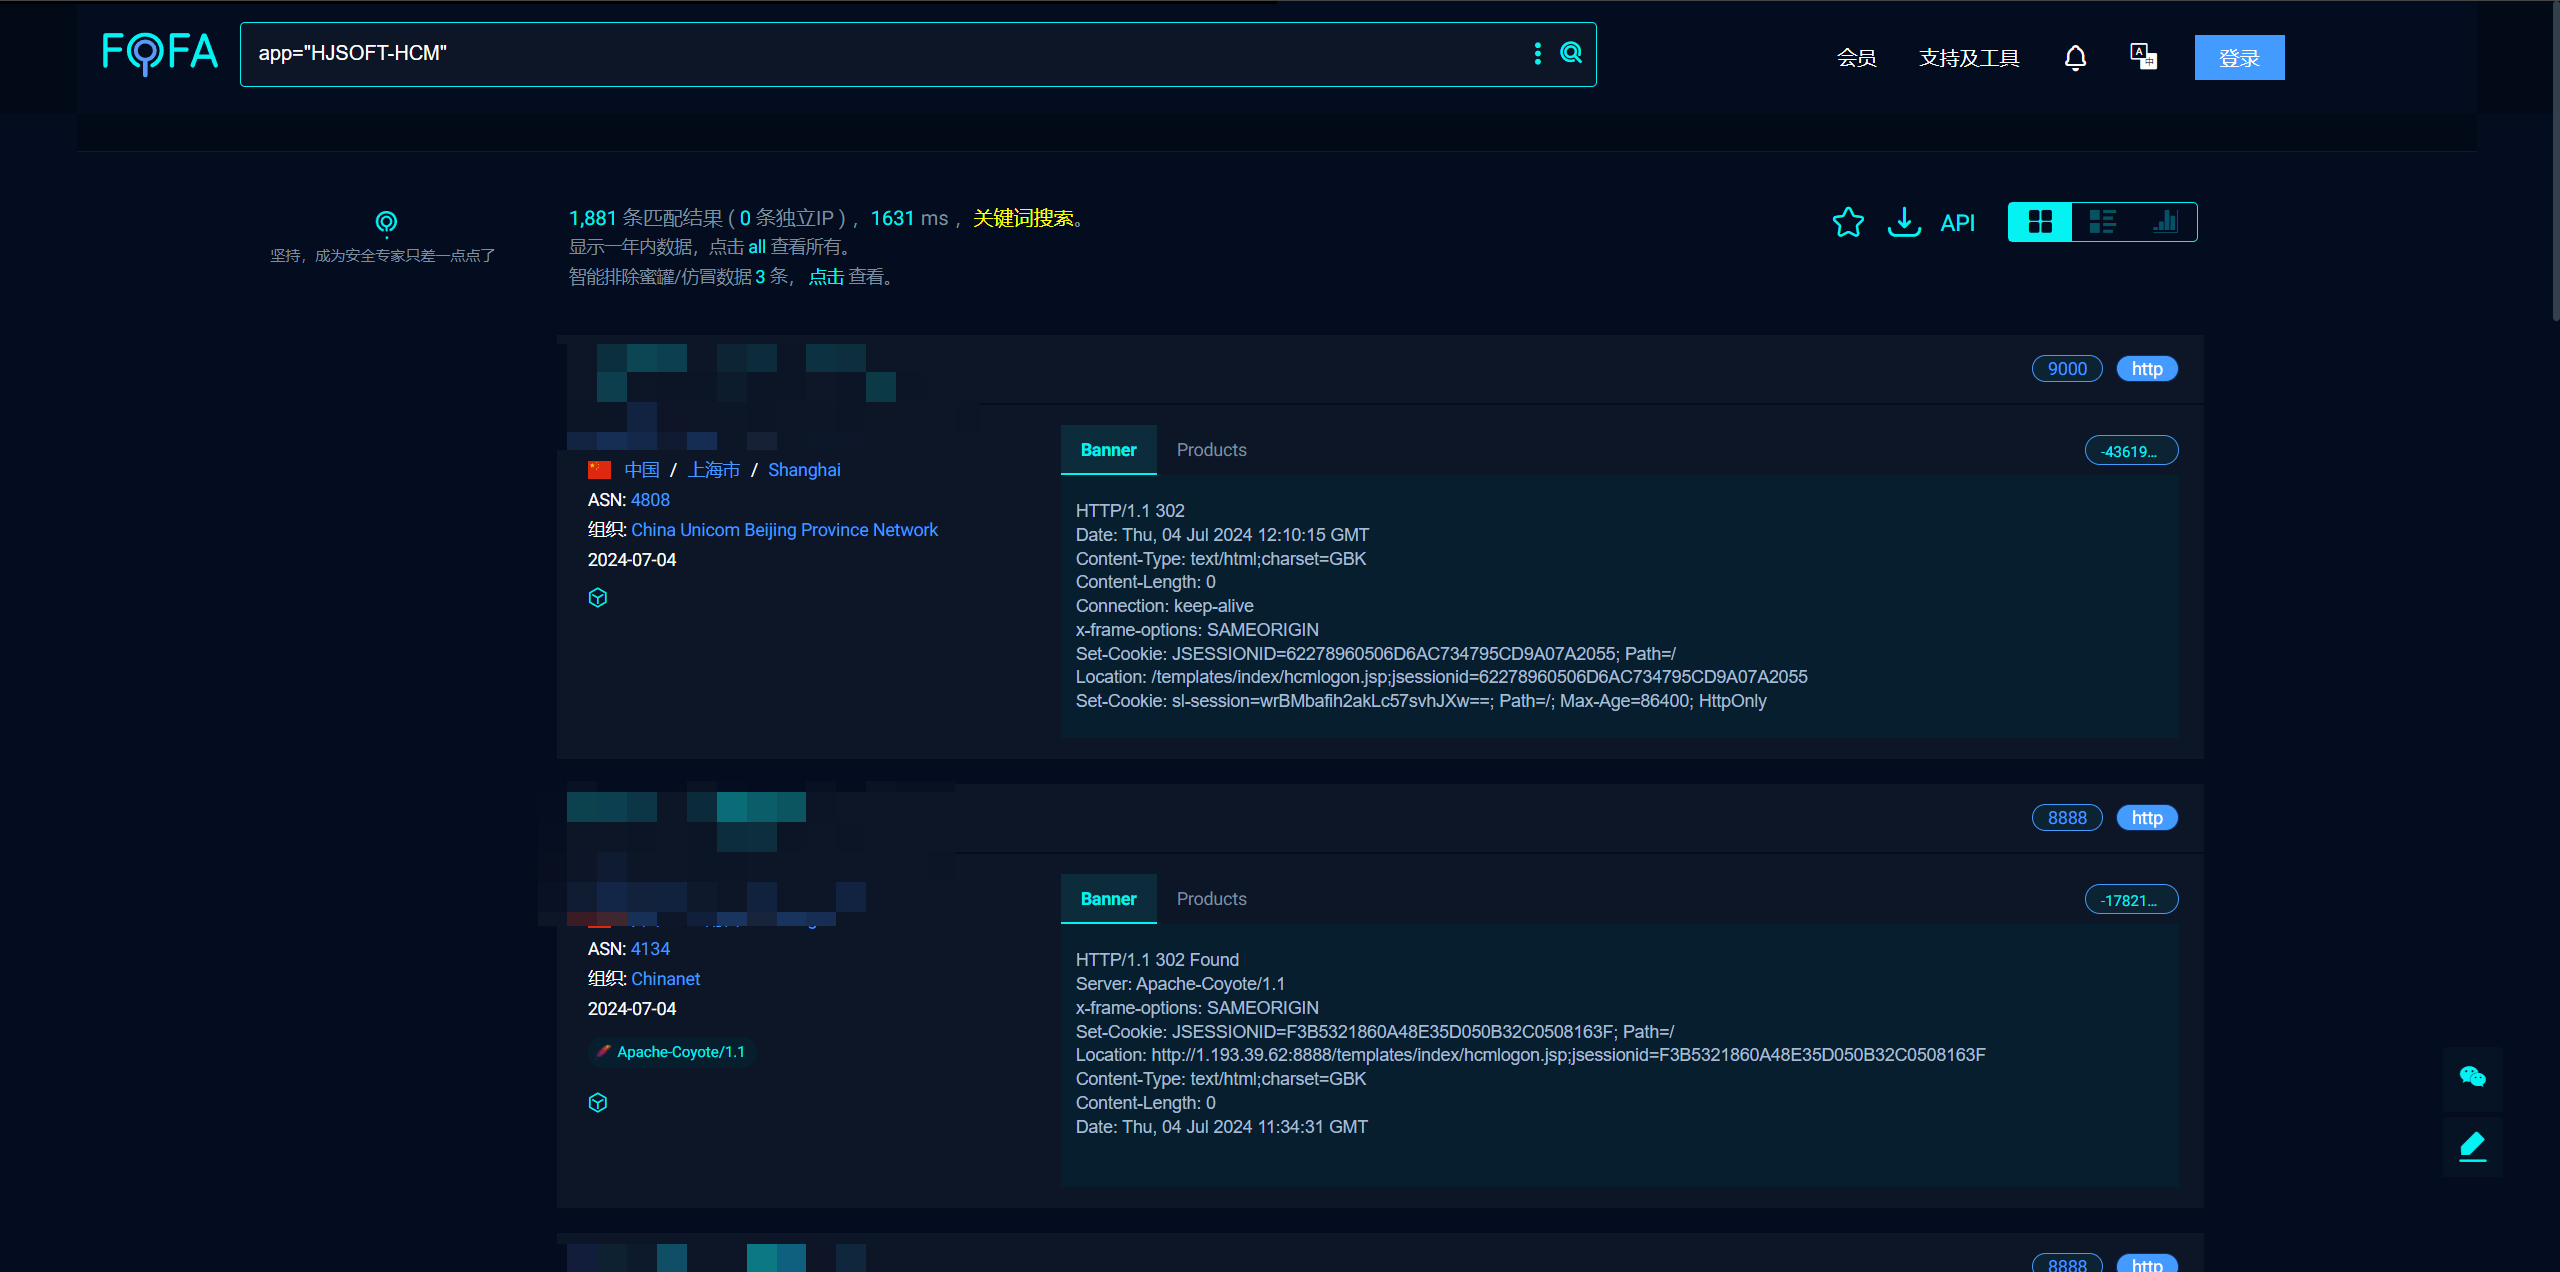 FOFA
app="HJSOFT-HCM"
会员
支持及工具
登录
坚持，成为安全专家只差一点点了
1,881 条匹配结果 ( 0 条独立IP ) ，1631 ms ，关键词搜索。
显示一年内数据，点击 all 查看所有。
智能排除蜜罐/仿冒数据 3 条， 点击 查看。
API
9000
http
中国 / 上海市 / Shanghai
ASN: 4808
组织: China Unicom Beijing Province Network
2024-07-04
Banner
Products
-43619...
HTTP/1.1 302
Date: Thu, 04 Jul 2024 12:10:15 GMT
Content-Type: text/html;charset=GBK
Content-Length: 0
Connection: keep-alive
x-frame-options: SAMEORIGIN
Set-Cookie: JSESSIONID=62278960506D6AC734795CD9A07A2055; Path=/
Location: /templates/index/hcmlogon.jsp;jsessionid=62278960506D6AC734795CD9A07A2055
Set-Cookie: sl-session=wrBMbafih2akLc57svhJXw==; Path=/; Max-Age=86400; HttpOnly
8888
http
ASN: 4134
组织: Chinanet
2024-07-04
Apache-Coyote/1.1
Banner
Products
-17821...
HTTP/1.1 302 Found
Server: Apache-Coyote/1.1
x-frame-options: SAMEORIGIN
Set-Cookie: JSESSIONID=F3B5321860A48E35D050B32C0508163F; Path=/
Location: http://1.193.39.62:8888/templates/index/hcmlogon.jsp;jsessionid=F3B5321860A48E35D050B32C0508163F
Content-Type: text/html;charset=GBK
Content-Length: 0
Date: Thu, 04 Jul 2024 11:34:31 GMT
8888
http